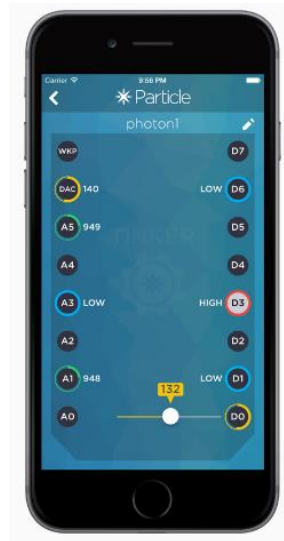 Carrier 9:56 PM
Particle
photon1
WKP D7
DAC 140 LOW D6
A5 949 D5
TINKER
A4 D4
A3 LOW HIGH D3
A2 D2
A1 948 LOW D1
132
A0 D0